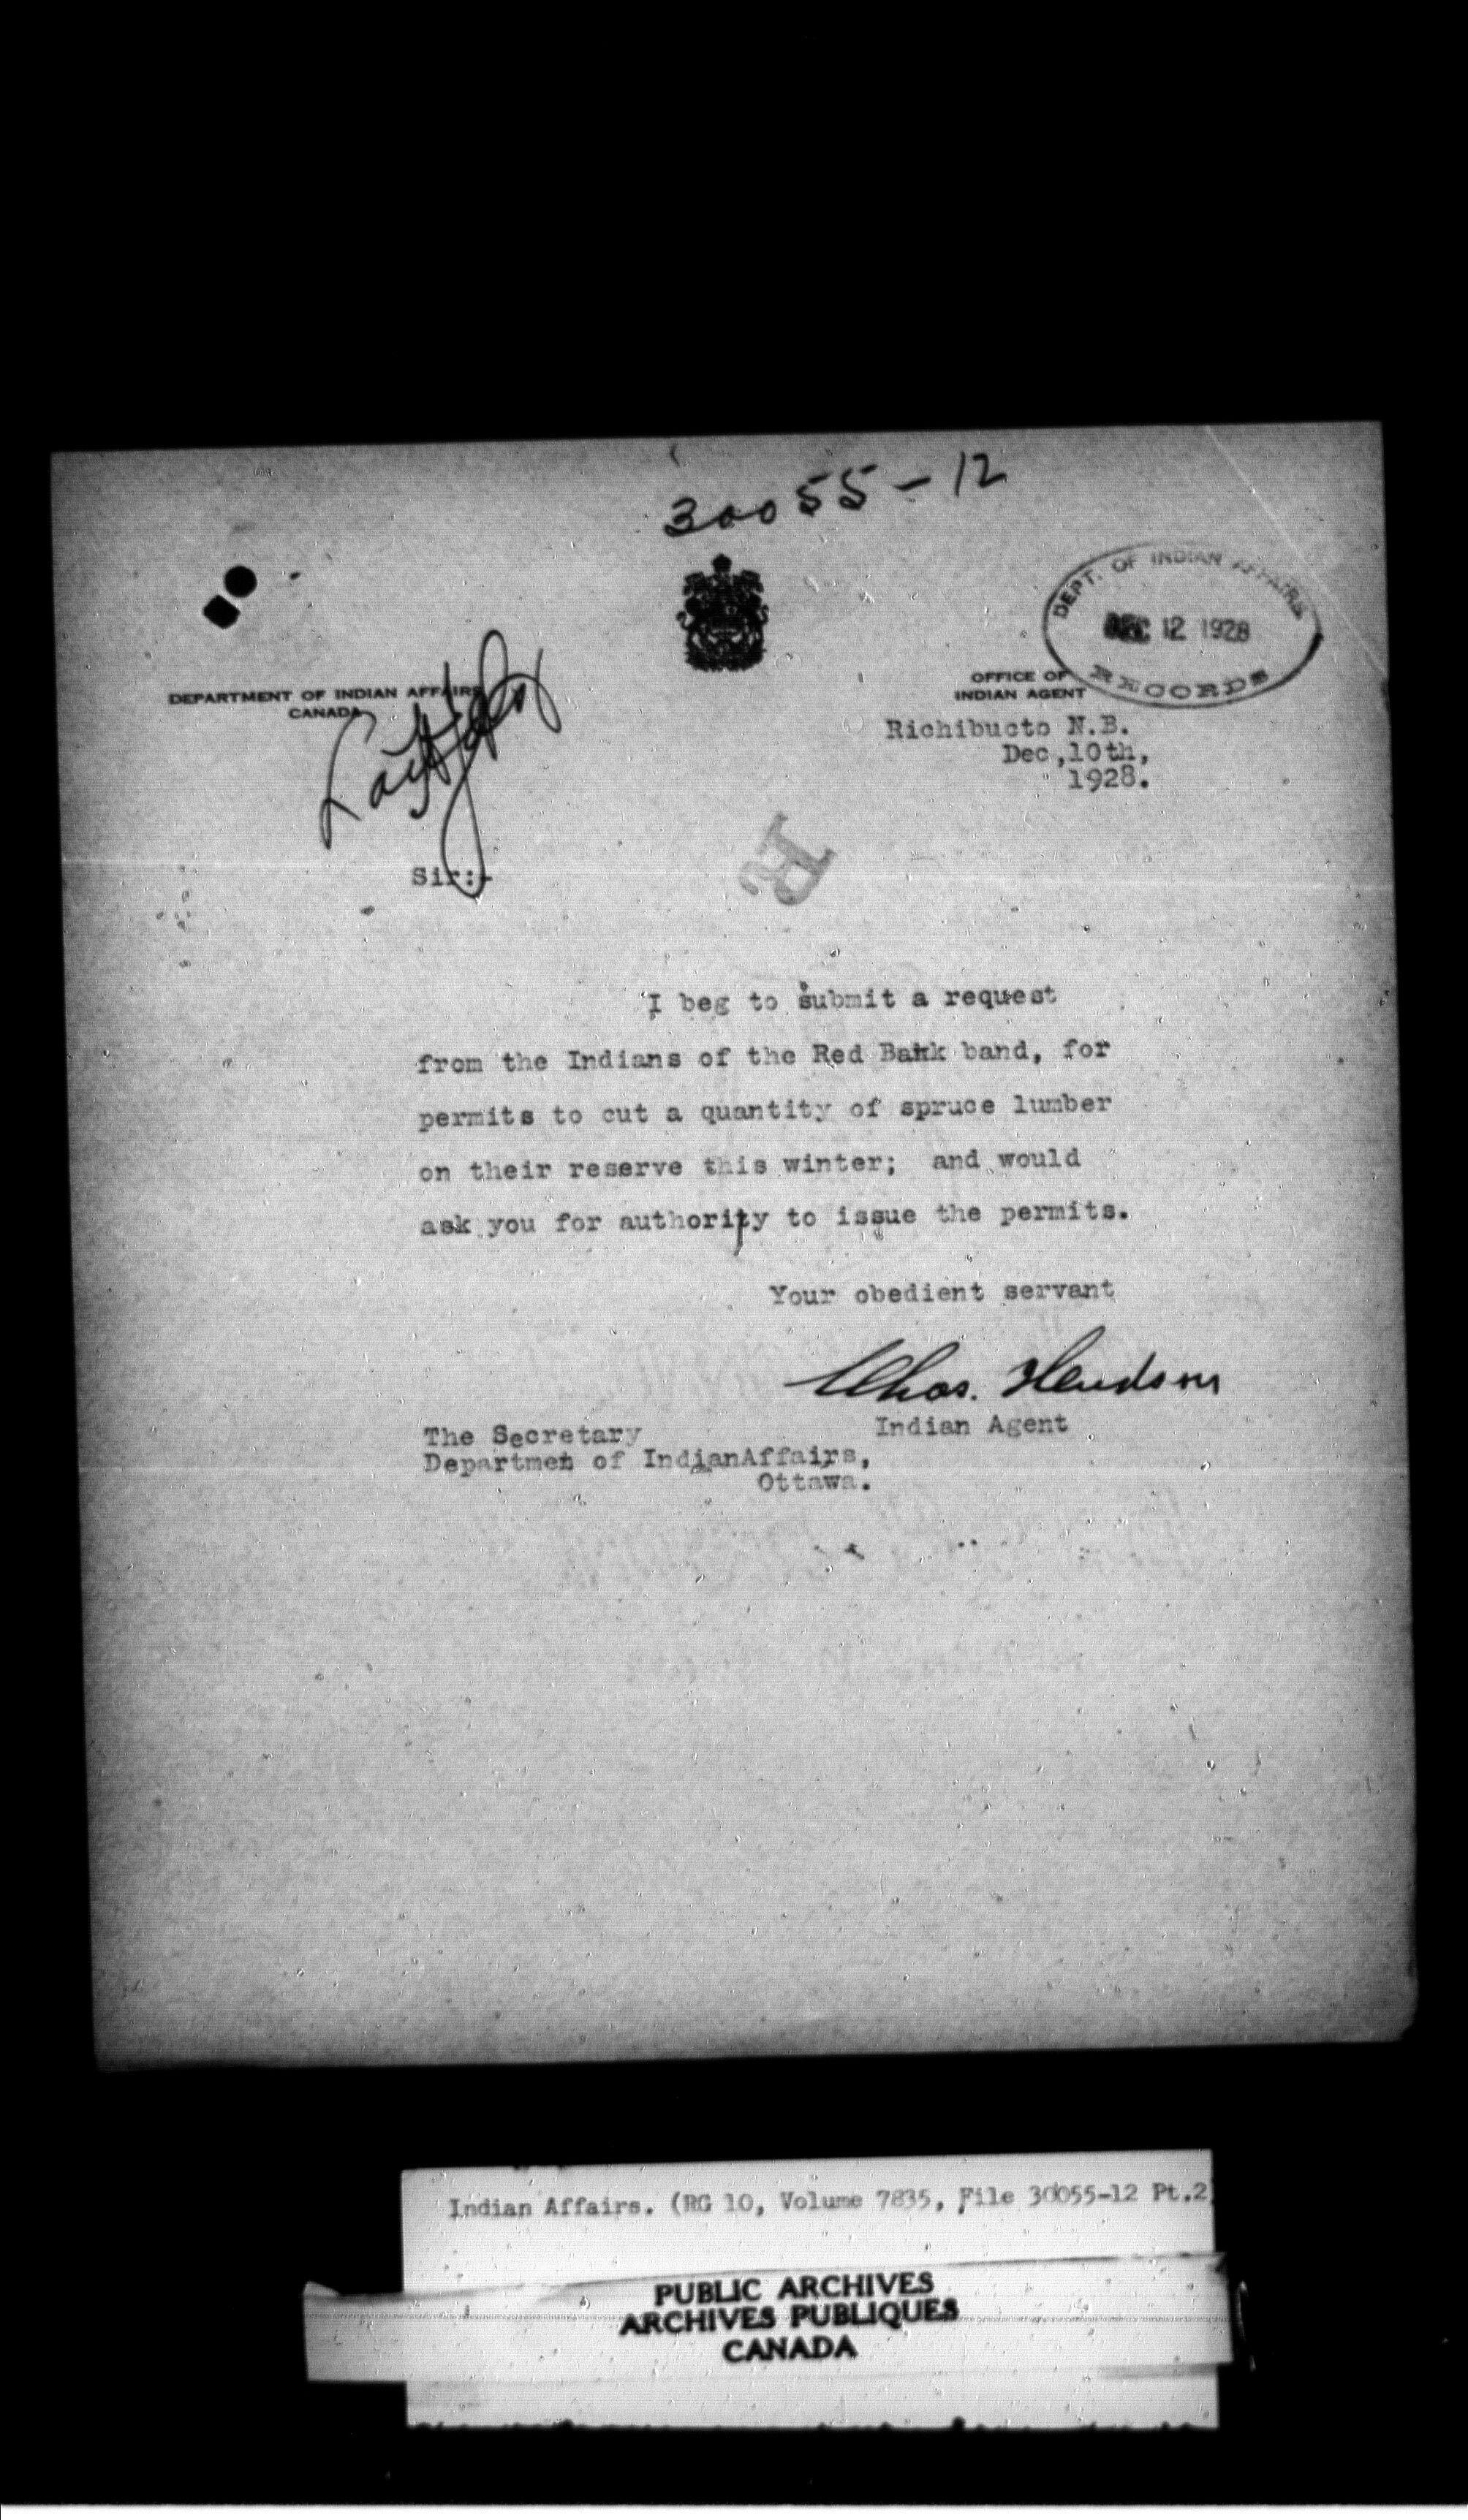 30055-12
DEPT. OF INDIAN AFFAIRS
DEC 12 1928
RECORDS
DEPARTMENT OF INDIAN AFFAIRS
CANADA
OFFICE OF
INDIAN AGENT
Richibucto N.B.
Dec,10th,
1928.
R
Sir:-
I beg to submit a request
from the Indians of the Red Bank band, for
permits to cut a quantity of spruce lumber
on their reserve this winter; and would
ask you for authority to issue the permits.
Your obedient servant
Chas. Hudson
Indian Agent
The Secretary
Departmen of IndianAffairs,
Ottawa.
Indian Affairs. (RG 10, Volume 7835, File 30055-12 Pt.2
PUBLIC ARCHIVES
ARCHIVES PUBLIQUES
CANADA